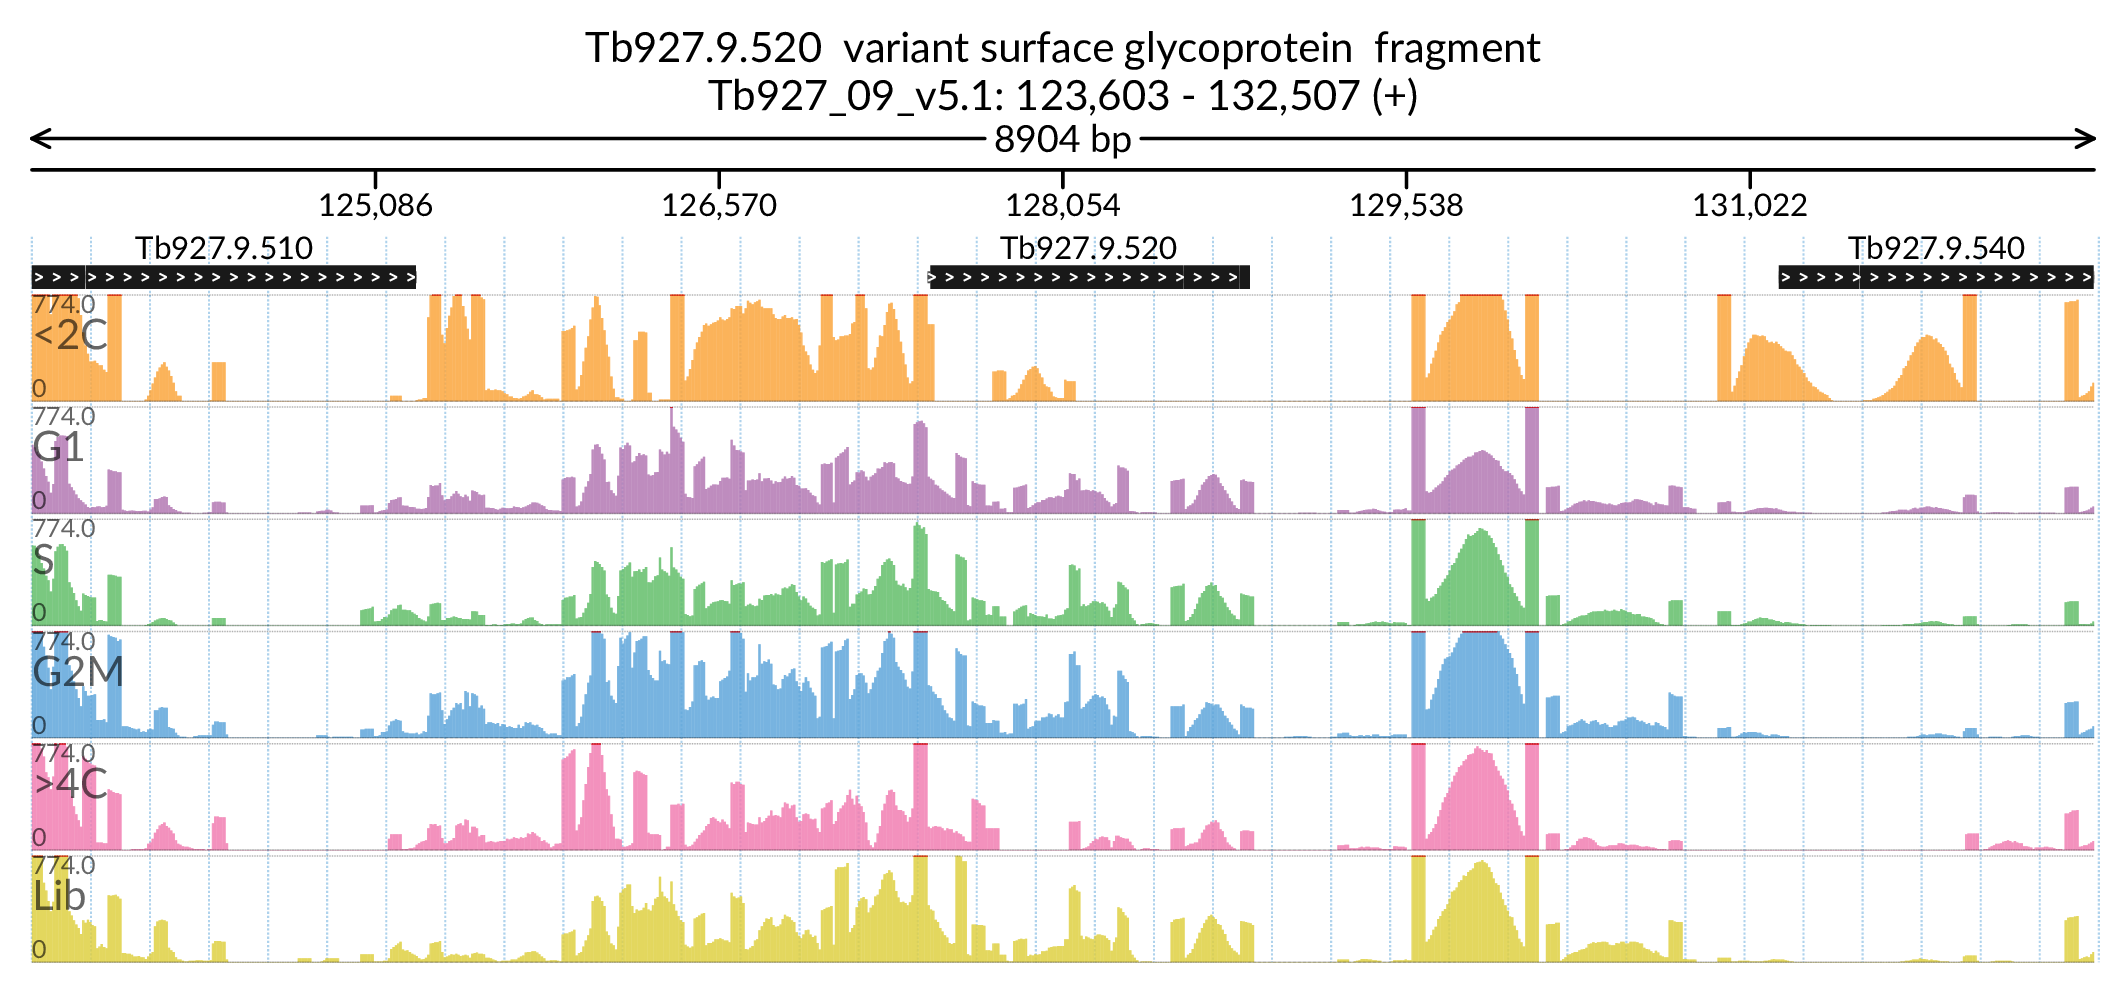 Tb927.9.520 variant surface glycoprotein fragment
Tb927_09_v5.1: 123,603 - 132,507 (+)
8904 bp
125,086 126,570 128,054 129,538 131,022
Tb927.9.510 Tb927.9.520 Tb927.9.540
774.0
<2C
0
774.0
G1
0
774.0
S
0
774.0
G2M
0
774.0
>4C
0
774.0
Lib
0